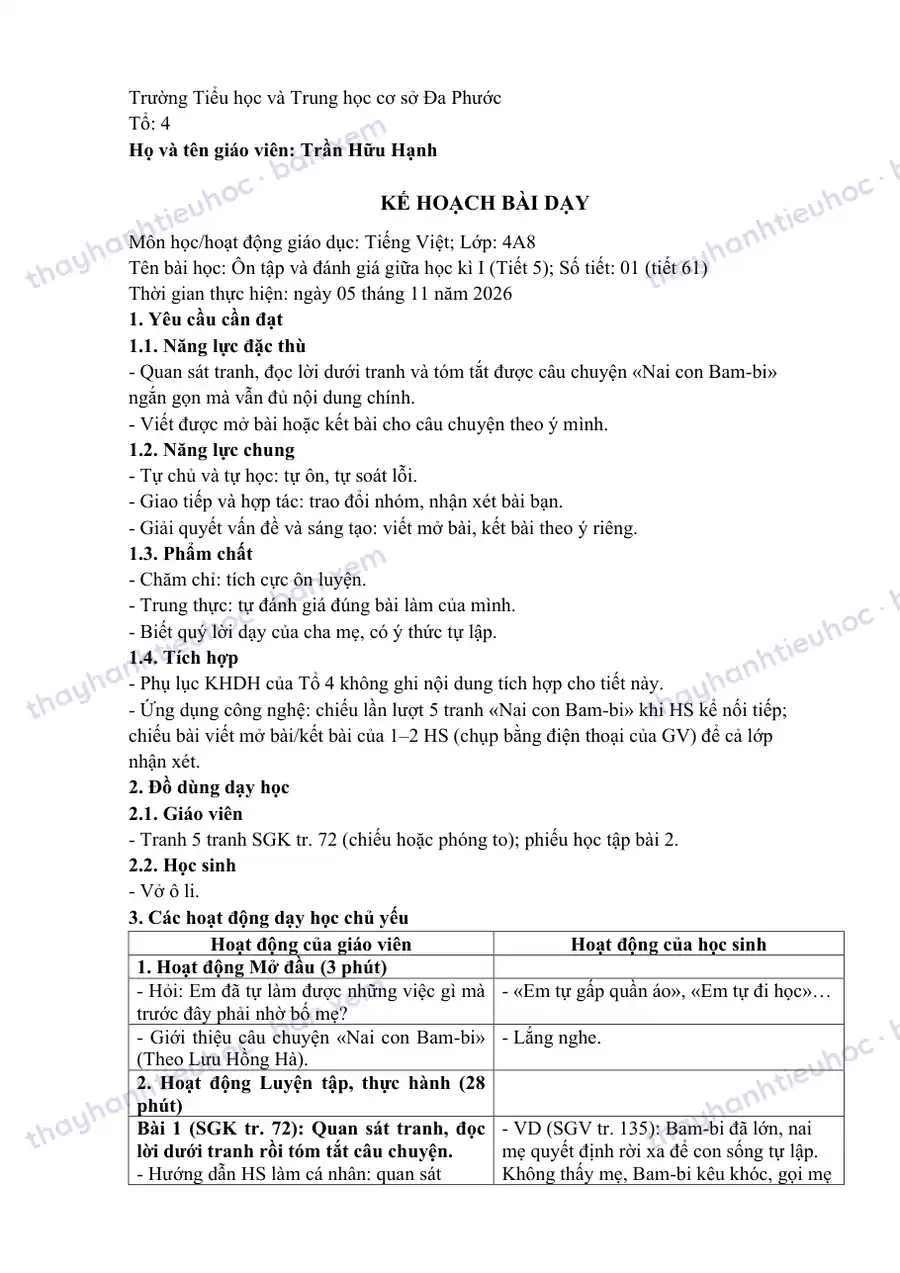 Trường Tiểu học và Trung học cơ sở Đa Phước
Tổ: 4
Họ và tên giáo viên: Trần Hữu Hạnh
KẾ HOẠCH BÀI DẠY
Môn học/hoạt động giáo dục: Tiếng Việt; Lớp: 4A8
Tên bài học: Ôn tập và đánh giá giữa học kì I (Tiết 5); Số tiết: 01 (tiết 61)
Thời gian thực hiện: ngày 05 tháng 11 năm 2026
1. Yêu cầu cần đạt
1.1. Năng lực đặc thù
- Quan sát tranh, đọc lời dưới tranh và tóm tắt được câu chuyện «Nai con Bam-bi»
ngắn gọn mà vẫn đủ nội dung chính.
- Viết được mở bài hoặc kết bài cho câu chuyện theo ý mình.
1.2. Năng lực chung
- Tự chủ và tự học: tự ôn, tự soát lỗi.
- Giao tiếp và hợp tác: trao đổi nhóm, nhận xét bài bạn.
- Giải quyết vấn đề và sáng tạo: viết mở bài, kết bài theo ý riêng.
1.3. Phẩm chất
- Chăm chỉ: tích cực ôn luyện.
- Trung thực: tự đánh giá đúng bài làm của mình.
- Biết quý lời dạy của cha mẹ, có ý thức tự lập.
1.4. Tích hợp
- Phụ lục KHDH của Tổ 4 không ghi nội dung tích hợp cho tiết này.
- Ứng dụng công nghệ: chiếu lần lượt 5 tranh «Nai con Bam-bi» khi HS kể nối tiếp;
chiếu bài viết mở bài/kết bài của 1–2 HS (chụp bằng điện thoại của GV) để cả lớp
nhận xét.
2. Đồ dùng dạy học
2.1. Giáo viên
- Tranh 5 tranh SGK tr. 72 (chiếu hoặc phóng to); phiếu học tập bài 2.
2.2. Học sinh
- Vở ô li.
3. Các hoạt động dạy học chủ yếu
Hoạt động của giáo viên
Hoạt động của học sinh
1. Hoạt động Mở đầu (3 phút)
- Hỏi: Em đã tự làm được những việc gì mà
trước đây phải nhờ bố mẹ?
- «Em tự gấp quần áo», «Em tự đi học»…
- Giới thiệu câu chuyện «Nai con Bam-bi»
(Theo Lưu Hồng Hà).
- Lắng nghe.
2. Hoạt động Luyện tập, thực hành (28
phút)
Bài 1 (SGK tr. 72): Quan sát tranh, đọc
lời dưới tranh rồi tóm tắt câu chuyện.
- Hướng dẫn HS làm cá nhân: quan sát
- VD (SGV tr. 135): Bam-bi đã lớn, nai
mẹ quyết định rời xa để con sống tự lập.
Không thấy mẹ, Bam-bi kêu khóc, gọi mẹ
thayhanhtieuhoc · bản xem
thayhanhtieuhoc · b
thayhanhtieuhoc · bản xem
thayhanhtieuhoc · b
thayhanhtieuhoc · bản xem
thayhanhtieuhoc · b